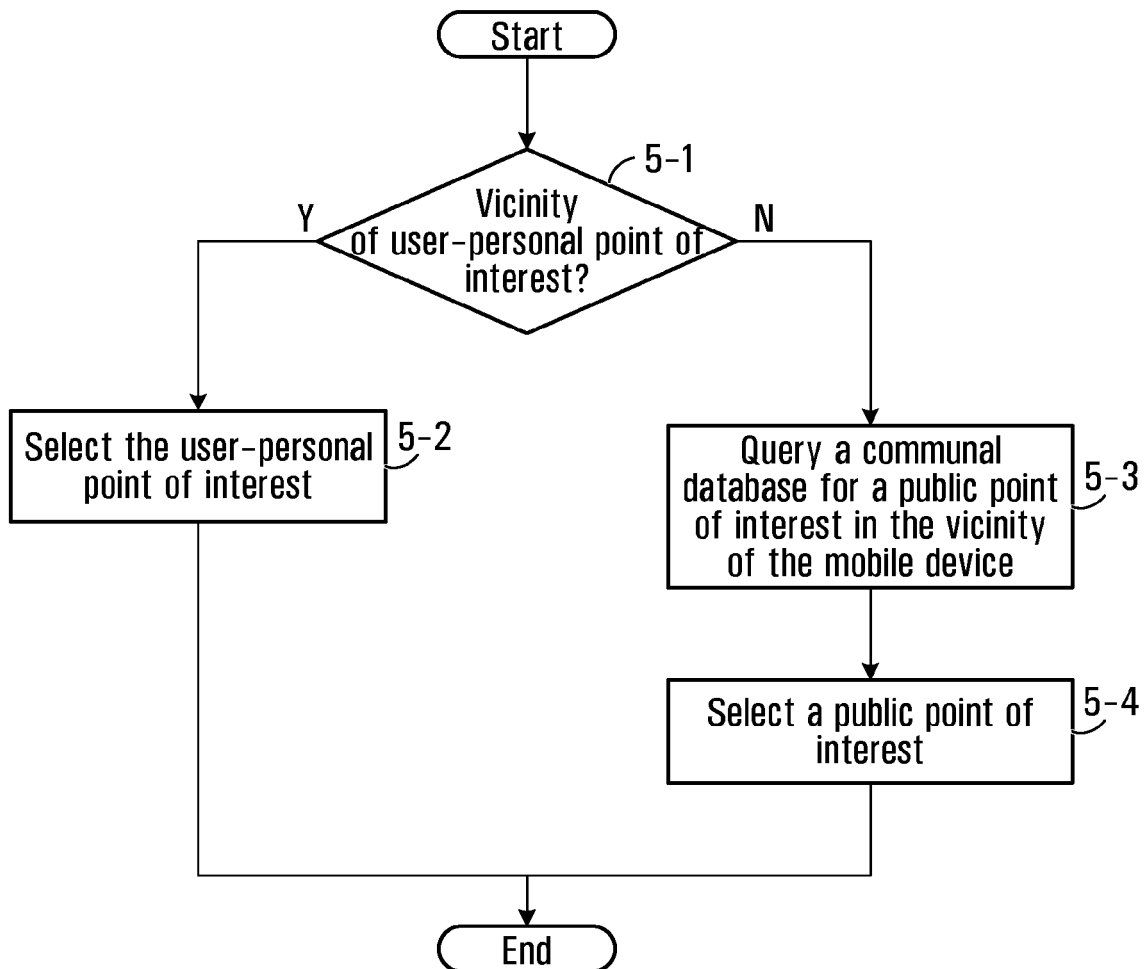 Start
5-1
Vicinity
of user-personal point of
interest?
Y
N
Select the user-personal
point of interest
5-2
Query a communal
database for a public point
of interest in the vicinity
of the mobile device
5-3
Select a public point of
interest
5-4
End